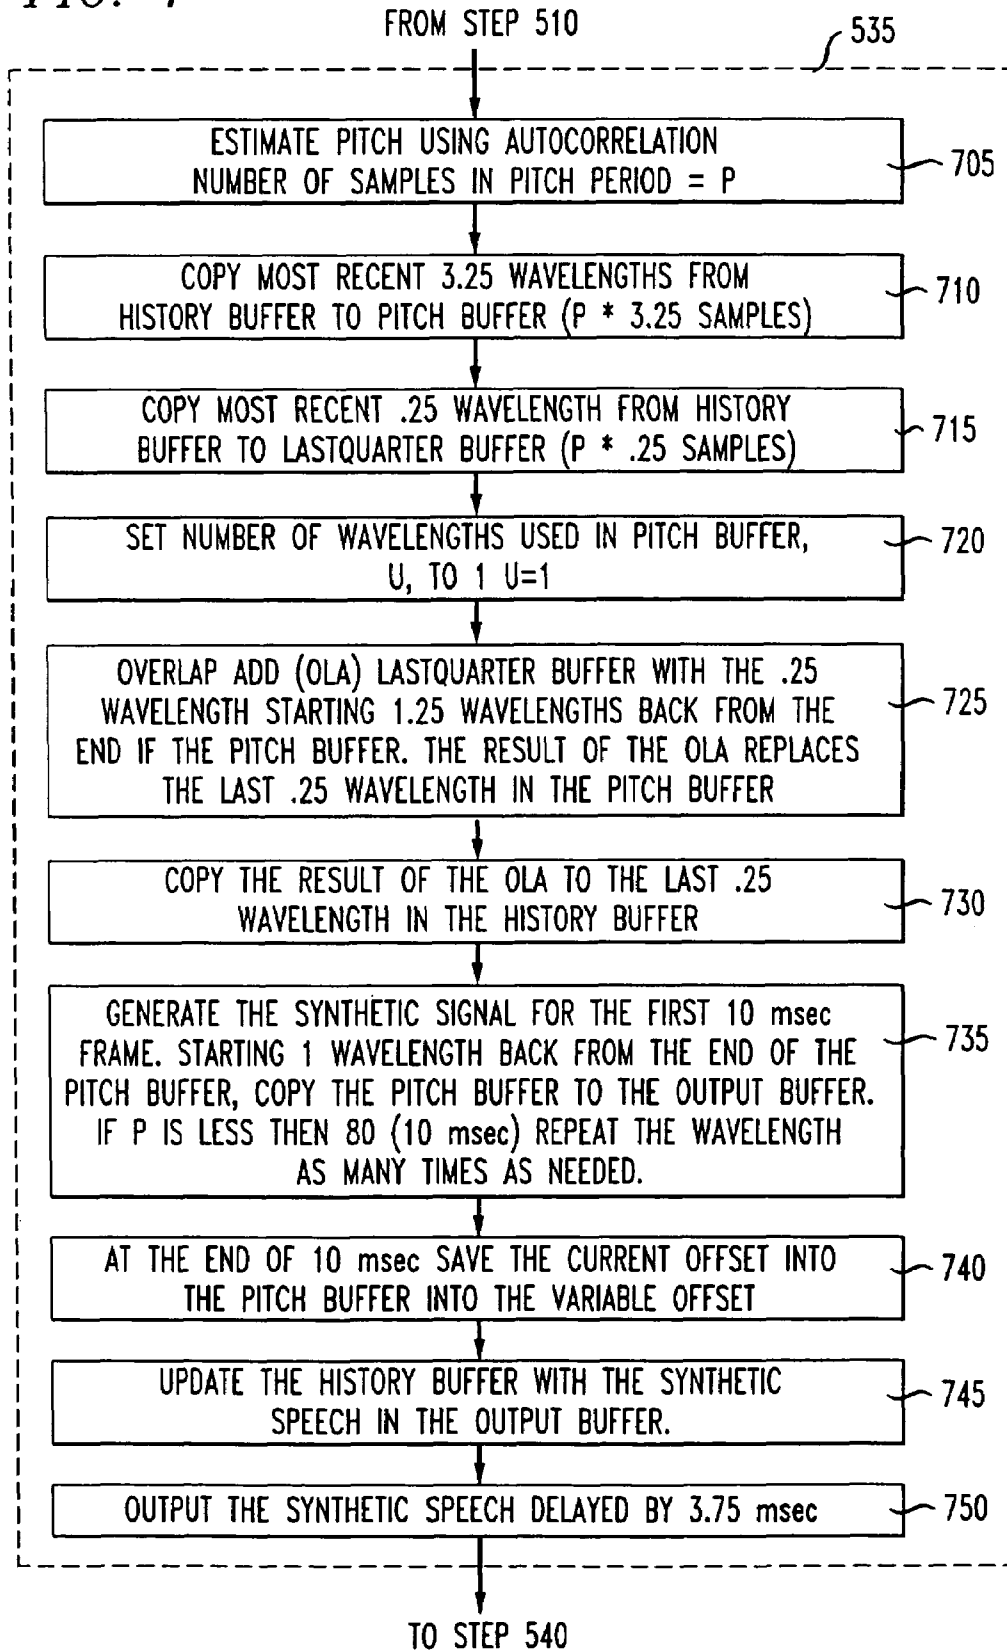 FIG. 7
FROM STEP 510
535
ESTIMATE PITCH USING AUTOCORRELATION
NUMBER OF SAMPLES IN PITCH PERIOD = P
705
COPY MOST RECENT 3.25 WAVELENGTHS FROM
HISTORY BUFFER TO PITCH BUFFER (P * 3.25 SAMPLES)
710
COPY MOST RECENT .25 WAVELENGTH FROM HISTORY
BUFFER TO LASTQUARTER BUFFER (P * .25 SAMPLES)
715
SET NUMBER OF WAVELENGTHS USED IN PITCH BUFFER,
U, TO 1 U=1
720
OVERLAP ADD (OLA) LASTQUARTER BUFFER WITH THE .25
WAVELENGTH STARTING 1.25 WAVELENGTHS BACK FROM THE
END IF THE PITCH BUFFER. THE RESULT OF THE OLA REPLACES
THE LAST .25 WAVELENGTH IN THE PITCH BUFFER
725
COPY THE RESULT OF THE OLA TO THE LAST .25
WAVELENGTH IN THE HISTORY BUFFER
730
GENERATE THE SYNTHETIC SIGNAL FOR THE FIRST 10 msec
FRAME. STARTING 1 WAVELENGTH BACK FROM THE END OF THE
PITCH BUFFER, COPY THE PITCH BUFFER TO THE OUTPUT BUFFER.
IF P IS LESS THEN 80 (10 msec) REPEAT THE WAVELENGTH
AS MANY TIMES AS NEEDED.
735
AT THE END OF 10 msec SAVE THE CURRENT OFFSET INTO
THE PITCH BUFFER INTO THE VARIABLE OFFSET
740
UPDATE THE HISTORY BUFFER WITH THE SYNTHETIC
SPEECH IN THE OUTPUT BUFFER.
745
OUTPUT THE SYNTHETIC SPEECH DELAYED BY 3.75 msec
750
TO STEP 540